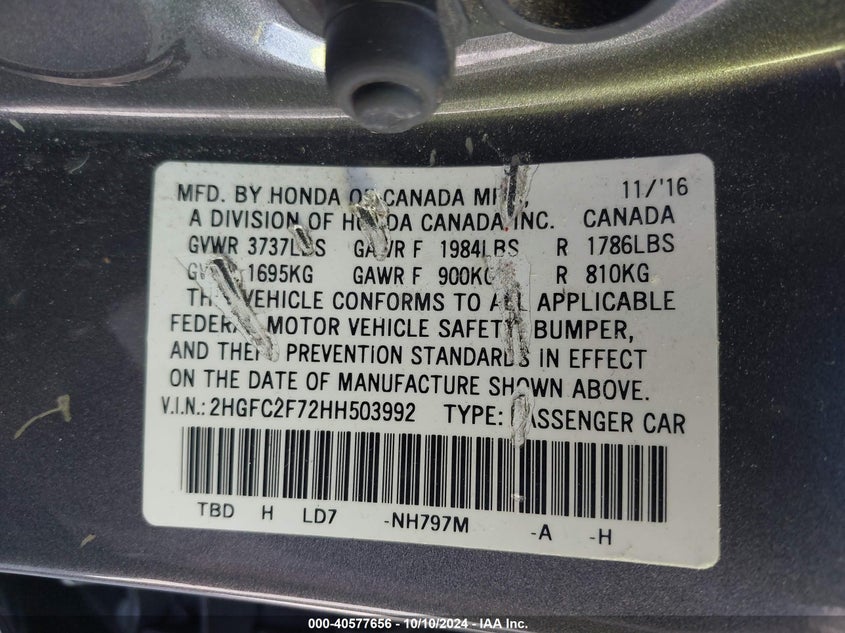 MFD. BY HONDA OF CANADA MFG., 11/'16
A DIVISION OF HONDA CANADA INC. CANADA
GVWR 3737LBS GAWR F 1984LBS R 1786LBS
GVWR 1695KG GAWR F 900KG R 810KG
THIS VEHICLE CONFORMS TO ALL APPLICABLE
FEDERAL MOTOR VEHICLE SAFETY, BUMPER,
AND THEFT PREVENTION STANDARDS IN EFFECT
ON THE DATE OF MANUFACTURE SHOWN ABOVE.
V.I.N.: 2HGFC2F72HH503992 TYPE: PASSENGER CAR
TBD H LD7 -NH797M -A -H
000-40577656 - 10/10/2024 - IAA Inc.